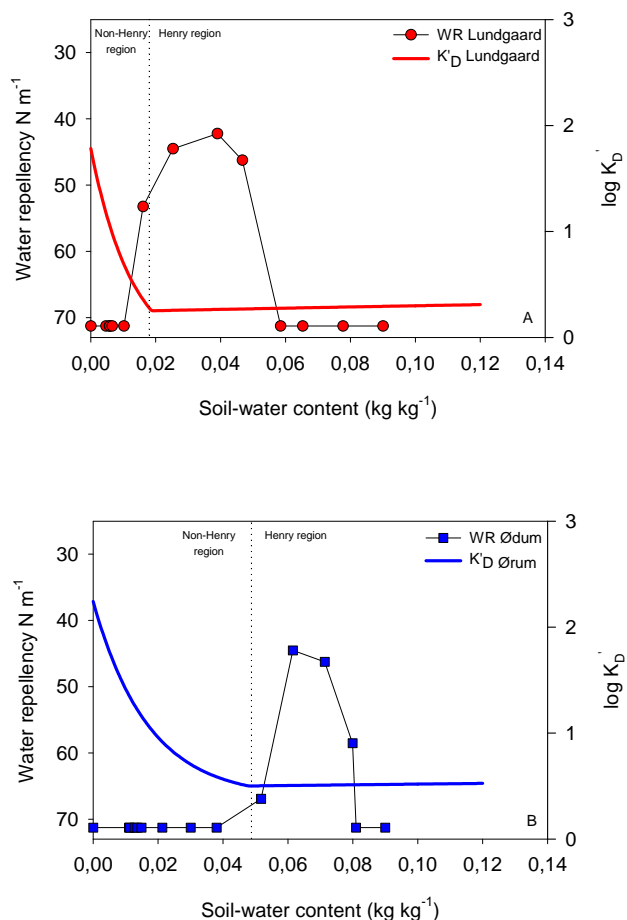 25
30
40
50
60
70
Water repellency N m-1
Non-Henry
region
Henry region
WR Lundgaard
K'D Lundgaard
3
2
1
0
log KD'
A
0,00 0,02 0,04 0,06 0,08 0,10 0,12 0,14
Soil-water content (kg kg-1)
30
40
50
60
70
Water repellency N m-1
Non-Henry
region
Henry region
WR Ødum
K'D Ørum
3
2
1
0
log KD'
B
0,00 0,02 0,04 0,06 0,08 0,10 0,12 0,14
Soil-water content (kg kg-1)